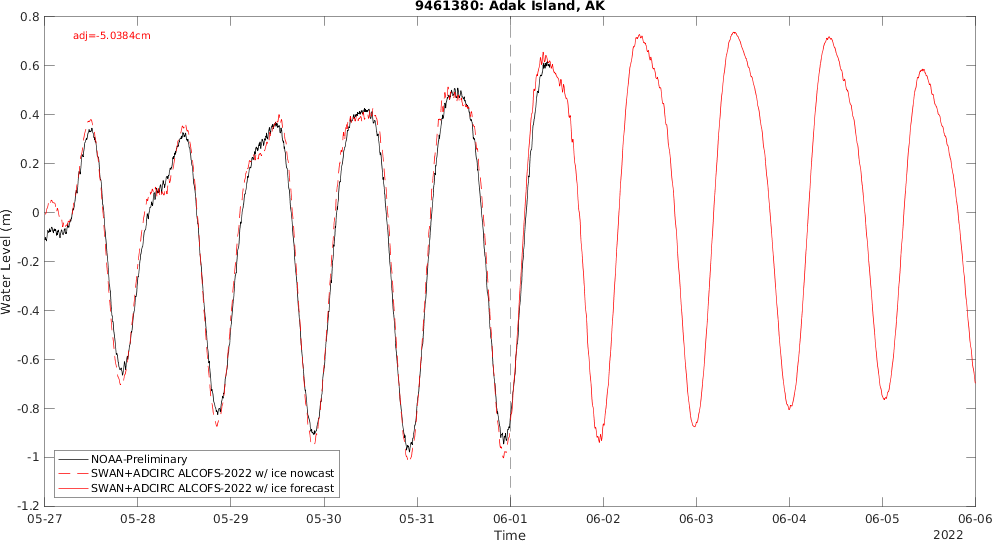 9461380: Adak Island, AK
adj=-5.0384cm
0.8
0.6
0.4
0.2
0
-0.2
-0.4
-0.6
-0.8
-1
-1.2
Water Level (m)
NOAA-Preliminary
SWAN+ADCIRC ALCOFS-2022 w/ ice nowcast
SWAN+ADCIRC ALCOFS-2022 w/ ice forecast
05-27 05-28 05-29 05-30 05-31 06-01 06-02 06-03 06-04 06-05 06-06
Time
2022